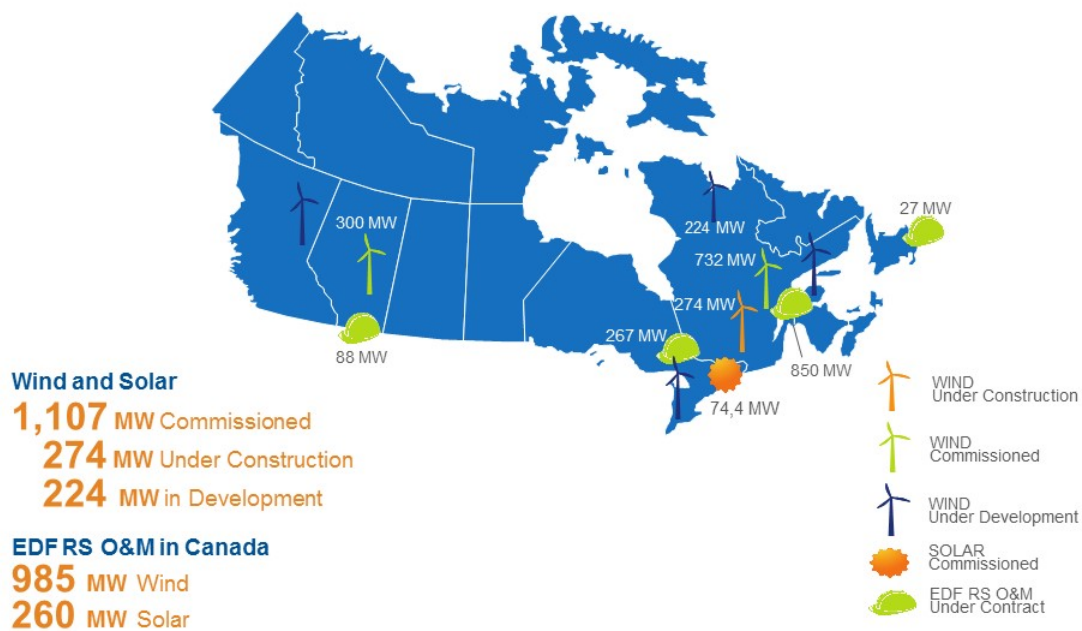 27 MW
300 MW
224 MW
732 MW
274 MW
267 MW
88 MW
850 MW
74,4 MW
Wind and Solar
1,107 MW Commissioned
274 MW Under Construction
224 MW in Development
EDF RS O&M in Canada
985 MW Wind
260 MW Solar
WIND
Under Construction
WIND
Commissioned
WIND
Under Development
SOLAR
Commissioned
EDF RS O&M
Under Contract